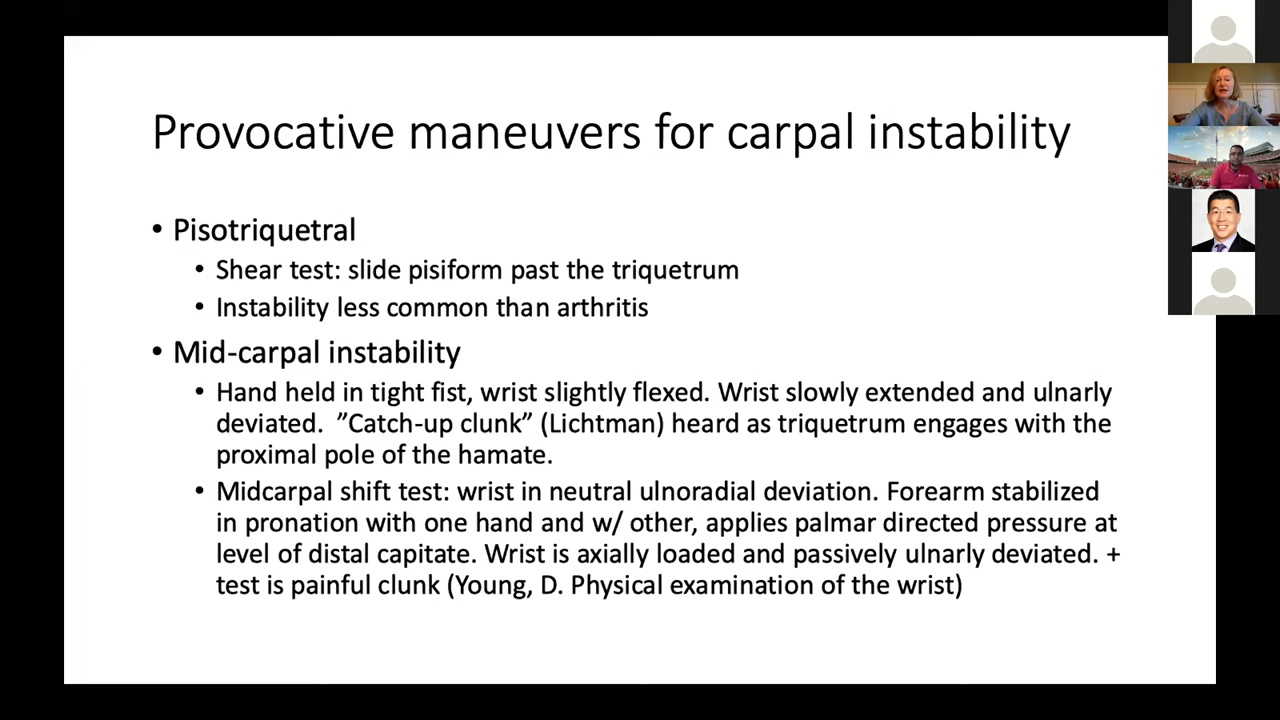 Provocative maneuvers for carpal instability
• Pisotriquetral
• Shear test: slide pisiform past the triquetrum
• Instability less common than arthritis
• Mid-carpal instability
• Hand held in tight fist, wrist slightly flexed. Wrist slowly extended and ulnarly
deviated. ”Catch-up clunk” (Lichtman) heard as triquetrum engages with the
proximal pole of the hamate.
• Midcarpal shift test: wrist in neutral ulnoradial deviation. Forearm stabilized
in pronation with one hand and w/ other, applies palmar directed pressure at
level of distal capitate. Wrist is axially loaded and passively ulnarly deviated. +
test is painful clunk (Young, D. Physical examination of the wrist)